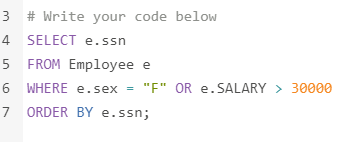 3 # Write your code below
4 SELECT e.ssn
5 FROM Employee e
6 WHERE e.sex = "F" OR e.SALARY > 30000
7 ORDER BY e.ssn;